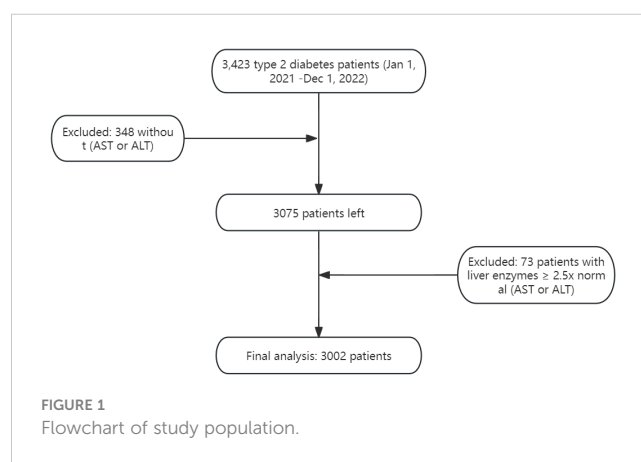 3,423 type 2 diabetes patients (Jan 1,
2021 -Dec 1, 2022)
Excluded: 348 withou
t (AST or ALT)
3075 patients left
Excluded: 73 patients with
liver enzymes ≥ 2.5x norm
al (AST or ALT)
Final analysis: 3002 patients
FIGURE 1
Flowchart of study population.